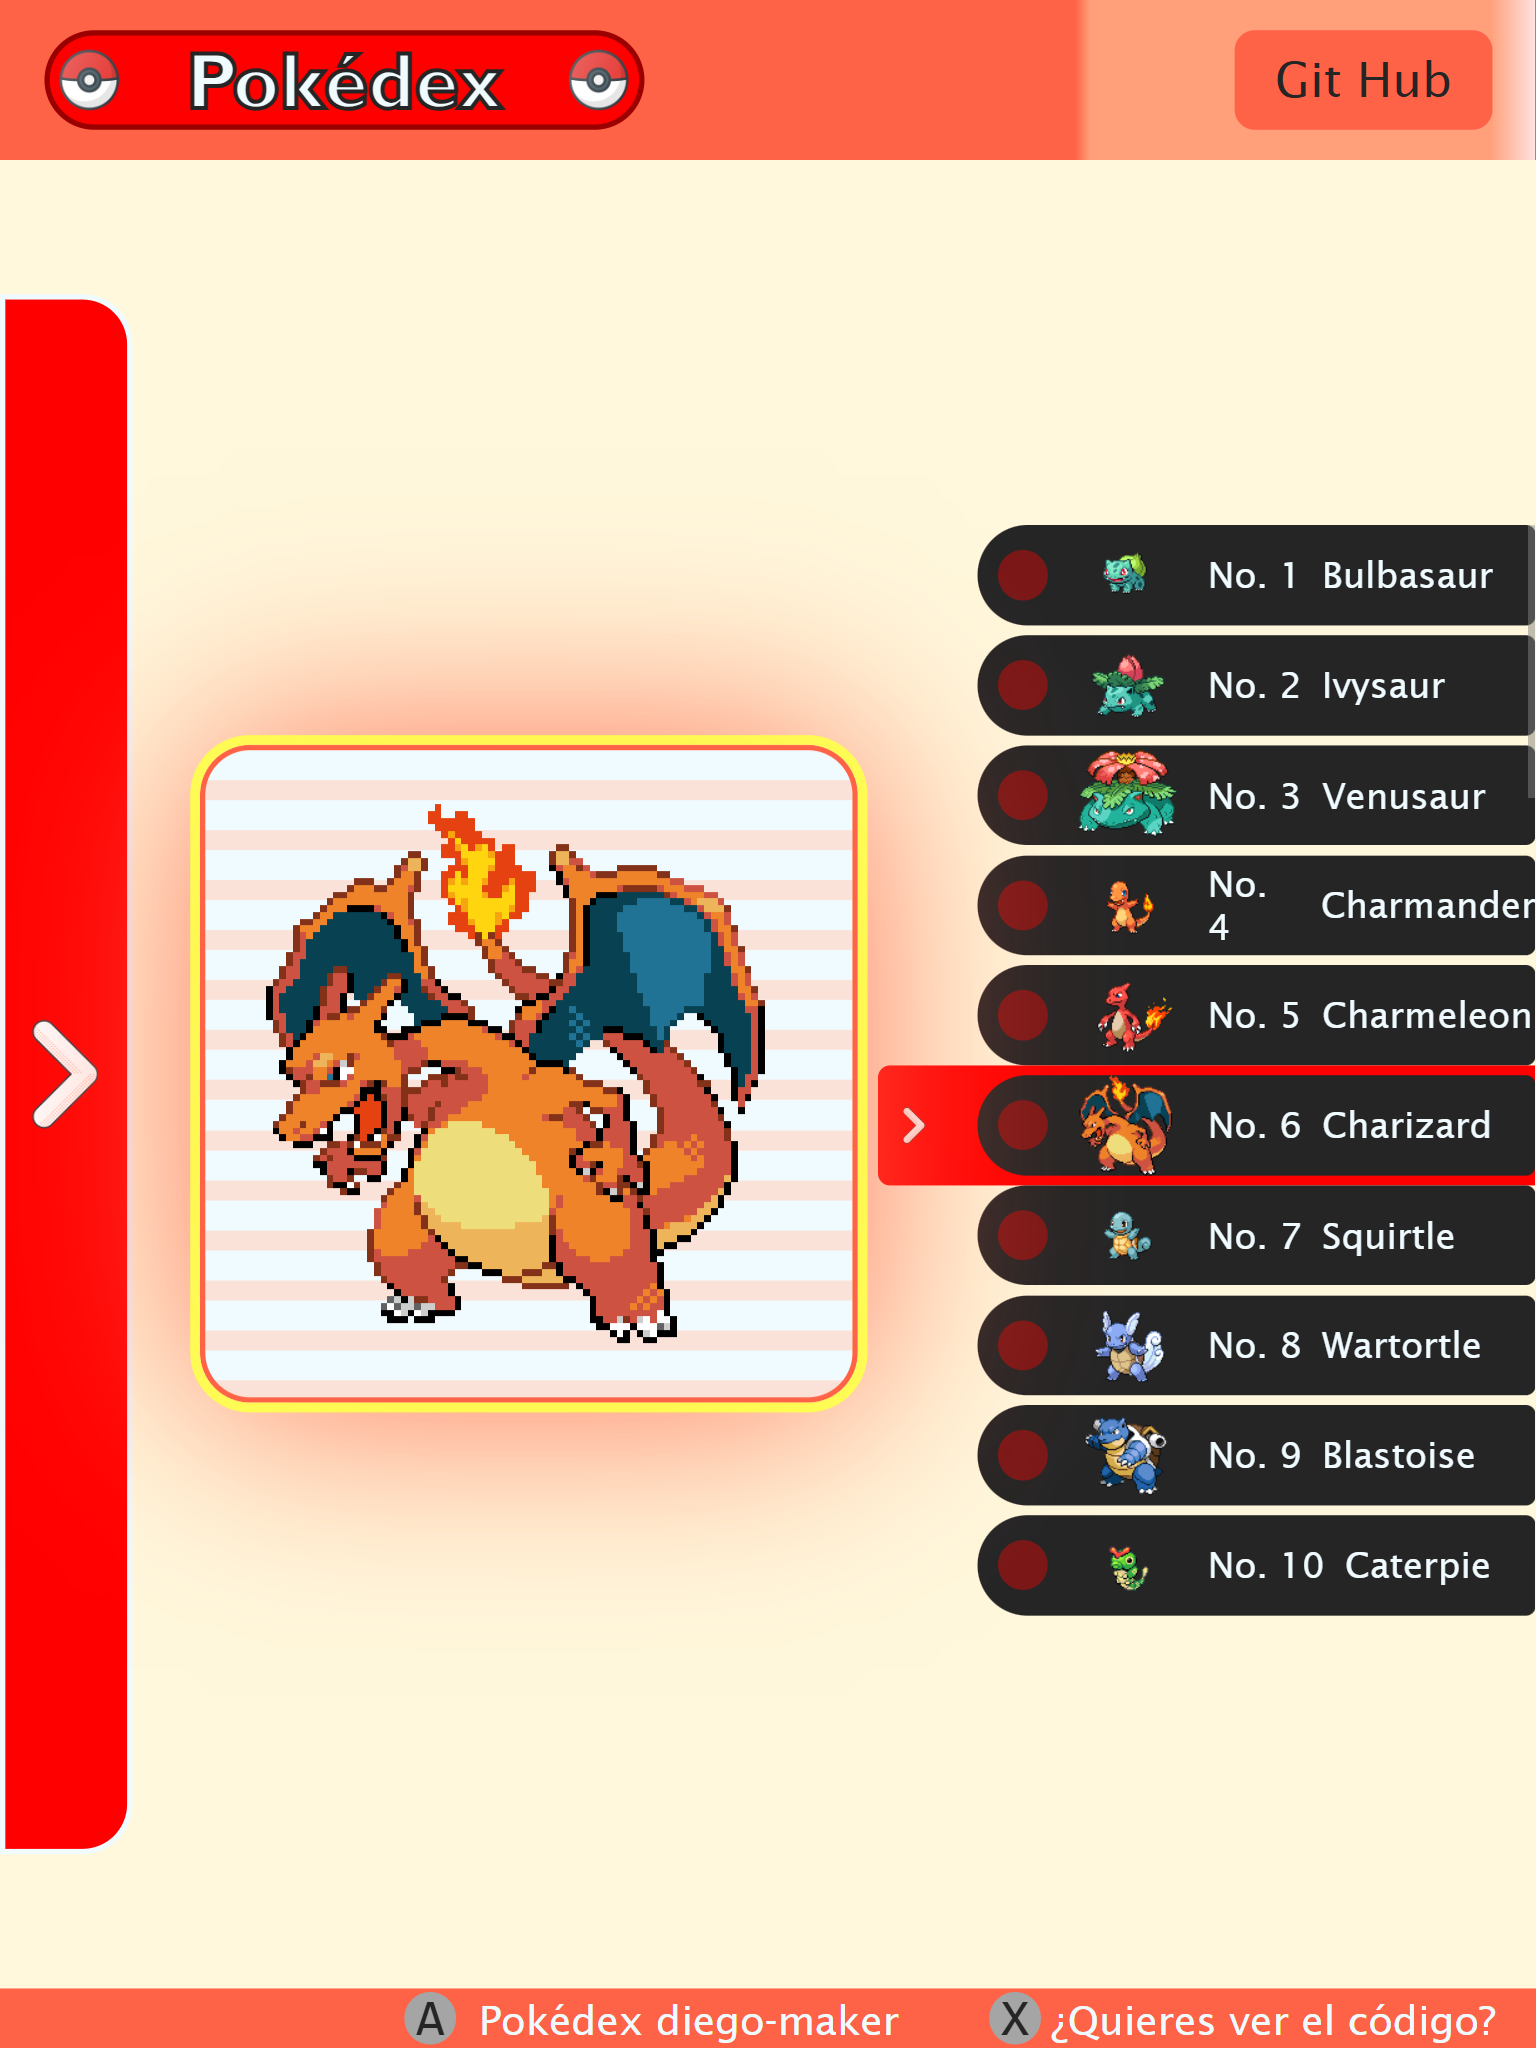 Pokédex
Git Hub
No. 1 Bulbasaur
No. 2 Ivysaur
No. 3 Venusaur
No. 4 Charmander
No. 5 Charmeleon
No. 6 Charizard
No. 7 Squirtle
No. 8 Wartortle
No. 9 Blastoise
No. 10 Caterpie
A Pokédex diego-maker
X ¿Quieres ver el código?